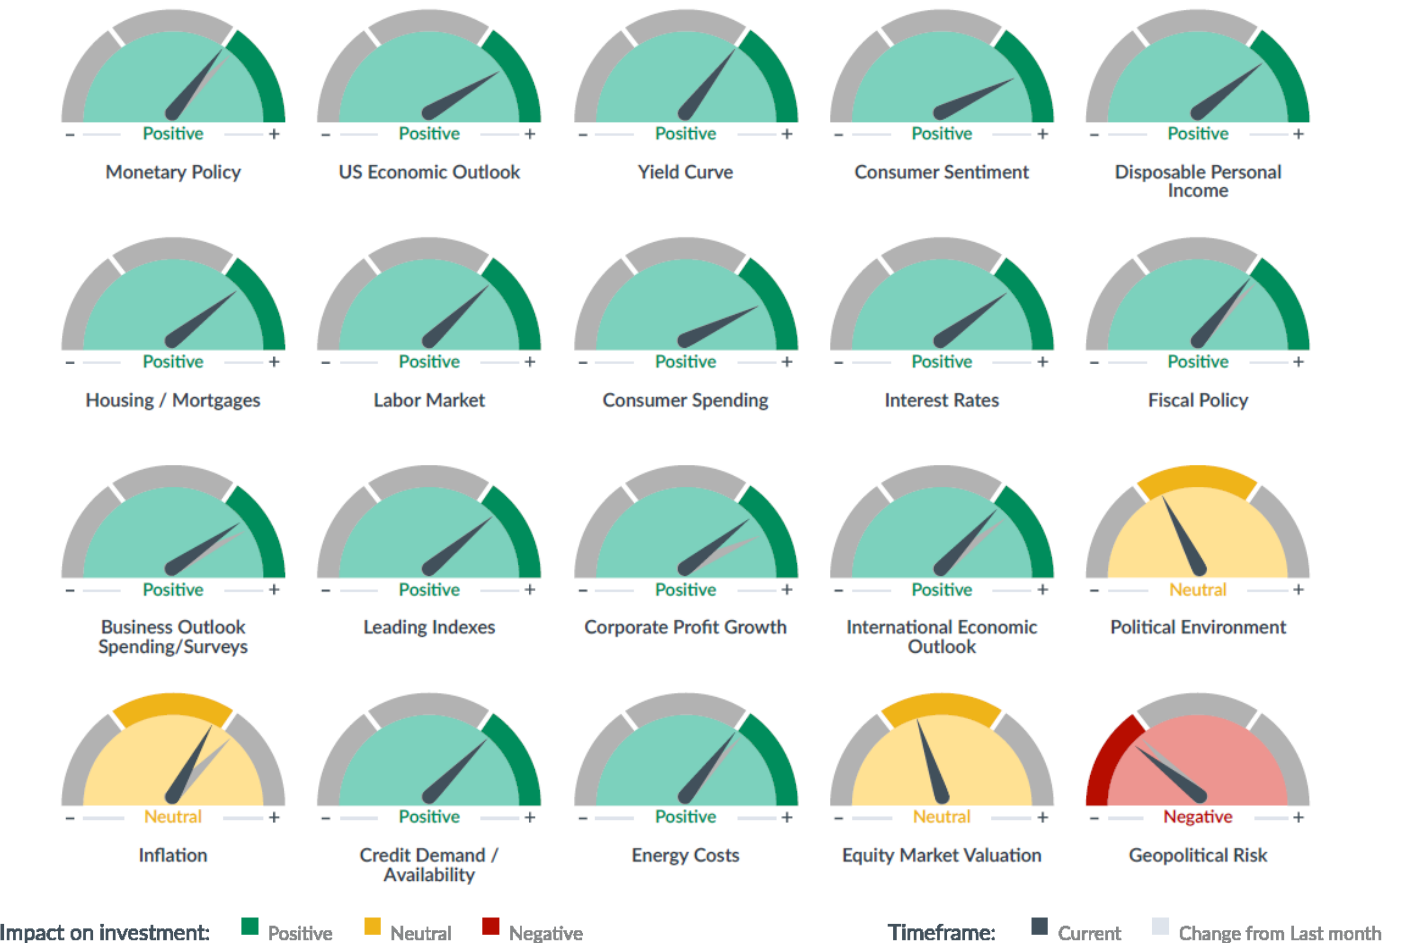 - Positive +
- Positive +
- Positive +
- Positive +
- Positive +
Monetary Policy
US Economic Outlook
Yield Curve
Consumer Sentiment
Disposable Personal
Income
- Positive +
- Positive +
- Positive +
- Positive +
- Positive +
Housing / Mortgages
Labor Market
Consumer Spending
Interest Rates
Fiscal Policy
- Positive +
- Positive +
- Positive +
- Positive +
- Neutral +
Business Outlook
Spending/Surveys
Leading Indexes
Corporate Profit Growth
International Economic
Outlook
Political Environment
- Neutral +
- Positive +
- Positive +
- Neutral +
- Negative +
Inflation
Credit Demand /
Availability
Energy Costs
Equity Market Valuation
Geopolitical Risk
Impact on investment: Positive Neutral Negative
Timeframe: Current Change from Last month